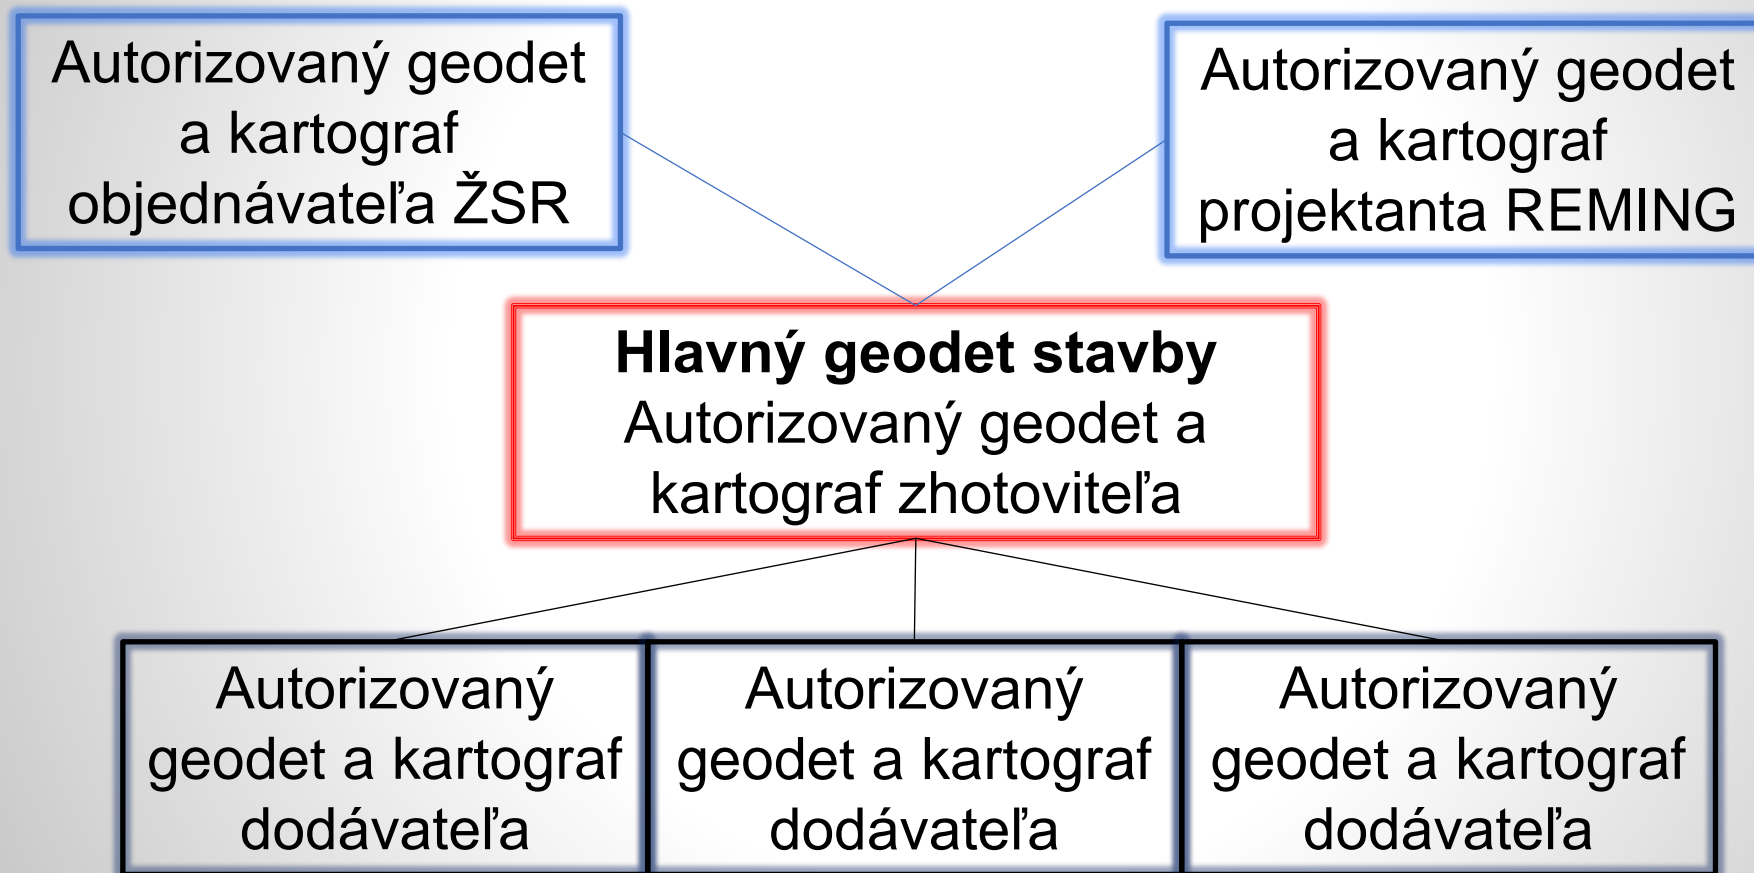 Autorizovaný geodet
a kartograf
objednávateľa ŽSR
Autorizovaný geodet
a kartograf
projektanta REMING
Hlavný geodet stavby
Autorizovaný geodet a
kartograf zhotoviteľa
Autorizovaný
geodet a kartograf
dodávateľa
Autorizovaný
geodet a kartograf
dodávateľa
Autorizovaný
geodet a kartograf
dodávateľa